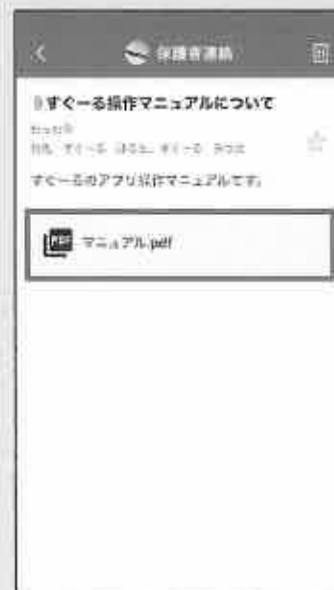 保護者連絡
すぐーる操作マニュアルについて
すぐーるのアプリ操作マニュアルです。
マニュアル.pdf